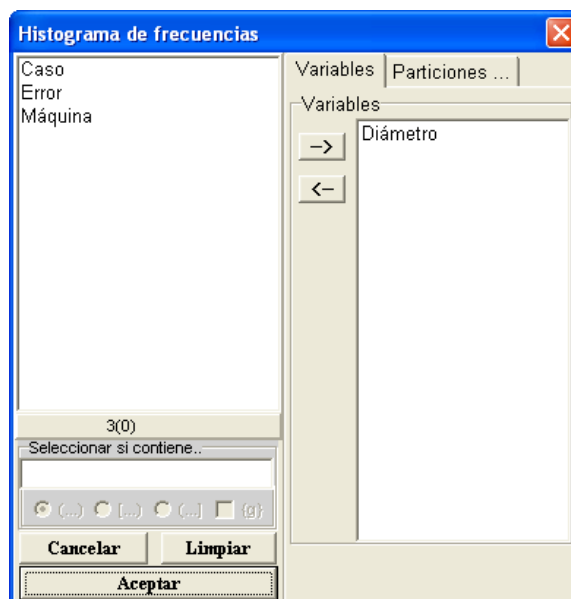 Histograma de frecuencias
Caso
Error
Máquina
3(0)
Seleccionar si contiene..
(...) [...) (...] {g}
Cancelar Limpiar
Aceptar
Variables Particiones ...
Variables
-->
<--
Diámetro